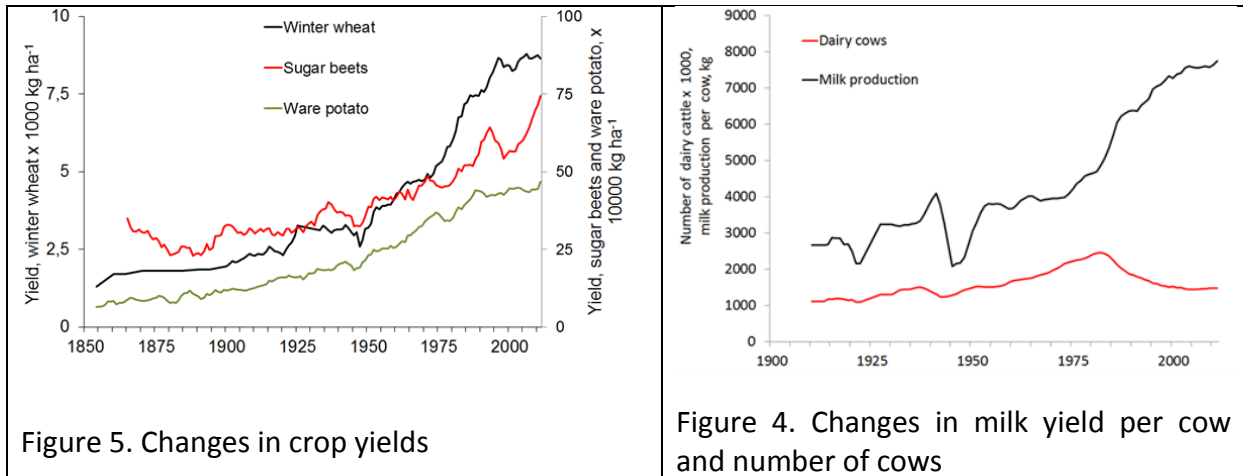 Yield, winter wheat x 1000 kg ha-1
10
7,5
5
2,5
0
Winter wheat
Sugar beets
Ware potato
100
75
50
25
0
Yield, sugar beets and ware potato, x
10000 kg ha-1
1850
1875
1900
1925
1950
1975
2000
Figure 5. Changes in crop yields
Number of dairy cattle x 1000,
milk production per cow, kg
9000
8000
7000
6000
5000
4000
3000
2000
1000
0
Dairy cows
Milk production
1900
1925
1950
1975
2000
Figure 4. Changes in milk yield per cow
and number of cows